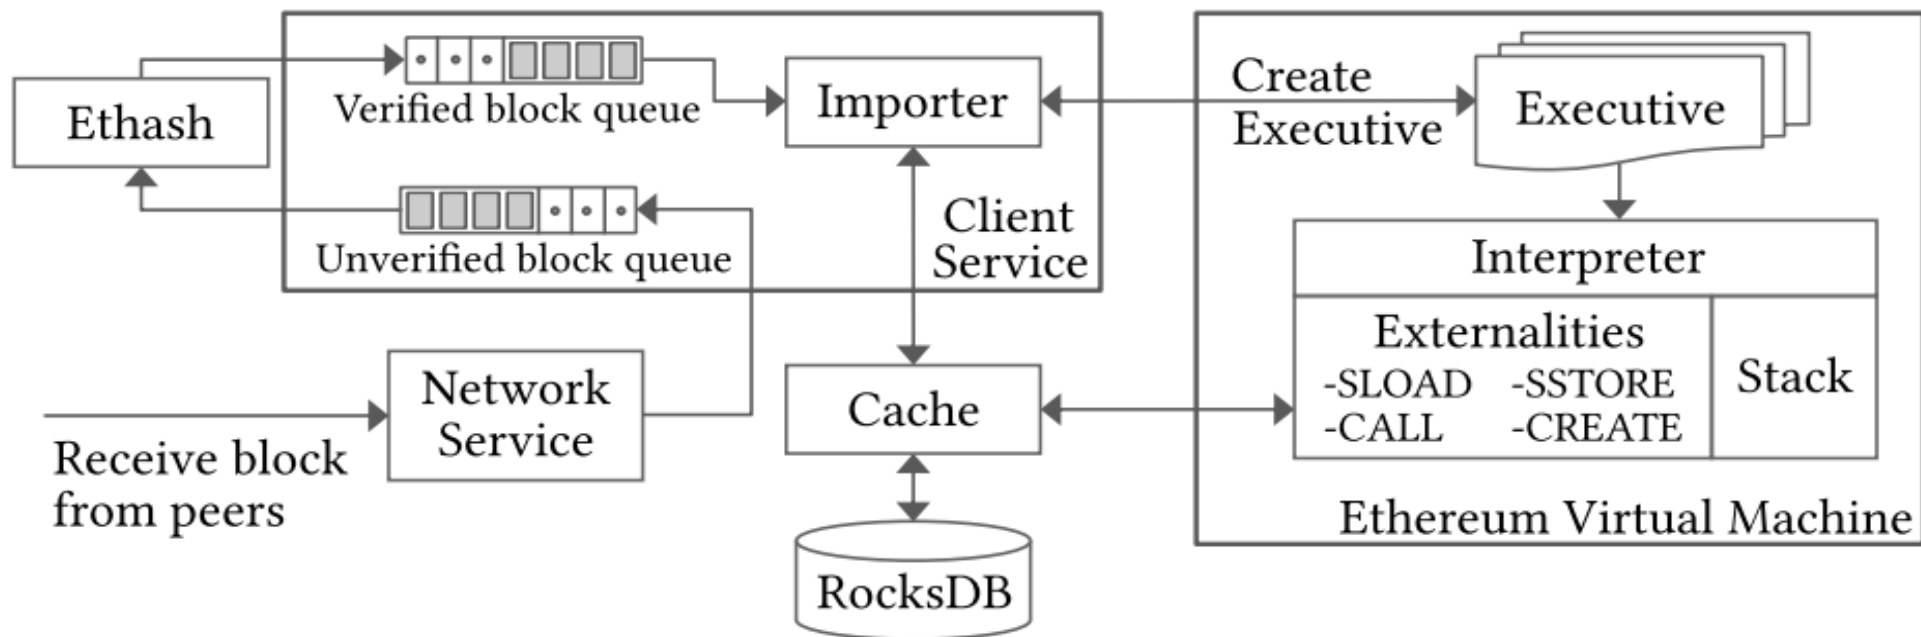 Ethash
Verified block queue
Importer
Create
Executive
Executive
Unverified block queue
Client
Service
Interpreter
Externalities
-SLOAD -SSTORE
-CALL -CREATE
Stack
Network
Service
Cache
Receive block
from peers
Ethereum Virtual Machine
RocksDB